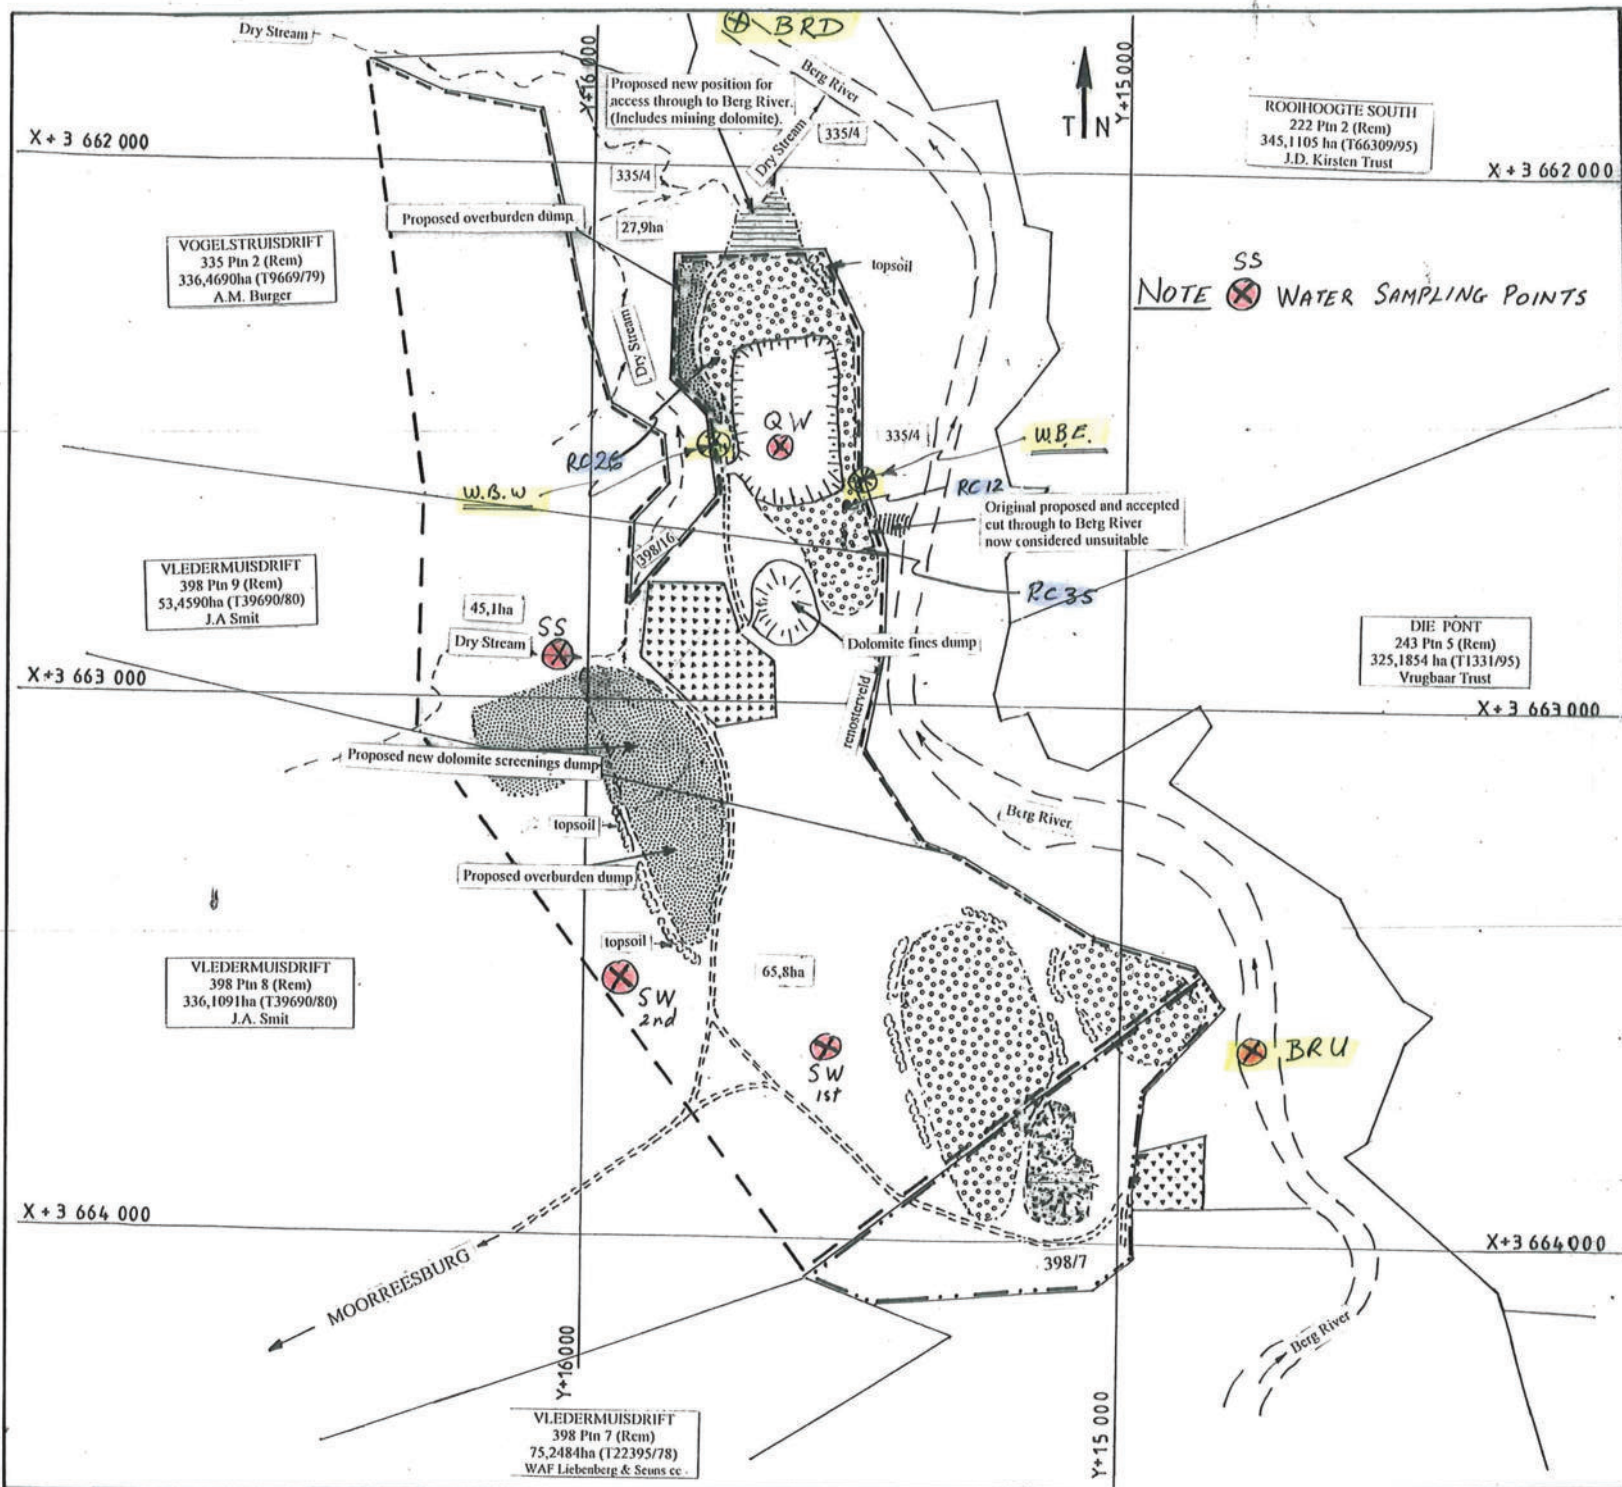 BRD
Dry Stream
Y+16 000
Proposed new position for
access through to Berg River.
(Includes mining dolomite).
Berg River
T N
Y+15 000
ROOIHOOGTE SOUTH
222 Ptn 2 (Rem)
345,1105 ha (T66309/95)
J.D. Kirsten Trust
X + 3 662 000
335/4
Dry Stream
335/4
X + 3 662 000
Proposed overburden dump
27,9ha
topsoil
VOGELSTRUISDRIFT
335 Ptn 2 (Rem)
336,4690ha (T9669/79)
A.M. Burger
SS
NOTE WATER SAMPLING POINTS
Dry Stream
QW
335/4
W.B.E.
RC26
W.B.W
RC12
Original proposed and accepted
cut through to Berg River
now considered unsuitable
398/16
VLEDERMUISDRIFT
398 Ptn 9 (Rem)
53,4590ha (T39690/80)
J.A Smit
RC35
45,1ha
SS
Dry Stream
Dolomite fines dump
DIE PONT
243 Ptn 5 (Rem)
325,1854 ha (T1331/95)
Vrugbaar Trust
X+3 663 000
renosterveld
X+3 663 000
Proposed new dolomite screenings dump
Berg River
topsoil
Proposed overburden dump
topsoil
65,8ha
VLEDERMUISDRIFT
398 Ptn 8 (Rem)
336,1091ha (T39690/80)
J.A. Smit
SW
2nd
SW
1st
BRU
X+3 664 000
X+3 664 000
398/7
MOORREESBURG
Berg River
Y+16000
Y+15 000
VLEDERMUISDRIFT
398 Ptn 7 (Rem)
75,2484ha (T22395/78)
WAF Liebenberg & Seuns cc